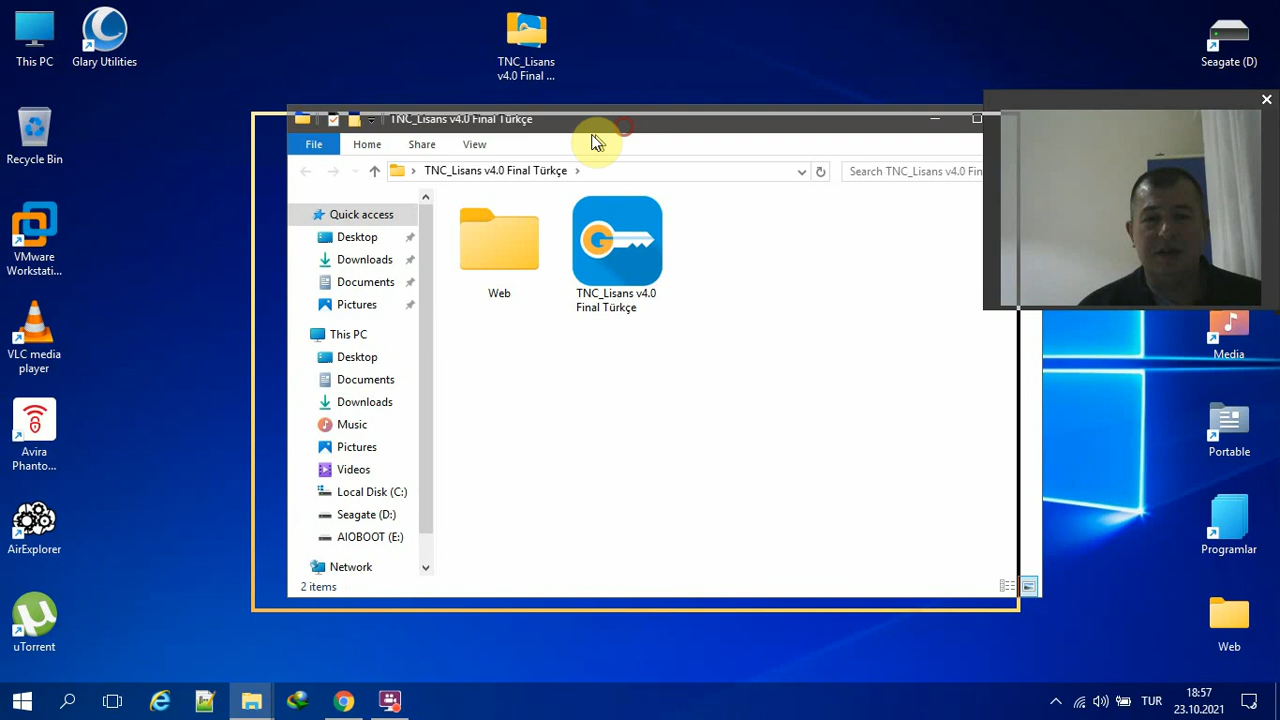 This PC
Glary Utilities
TNC_Lisans
v4.0 Final ...
Seagate (D)
Recycle Bin
VMware
Workstati...
VLC media
player
Avira
Phanto...
AirExplorer
uTorrent
TNC_Lisans v4.0 Final Türkçe
File
Home
Share
View
TNC_Lisans v4.0 Final Türkçe
Search TNC_Lisans v4.0 Fin
Quick access
Desktop
Downloads
Documents
Pictures
This PC
Desktop
Documents
Downloads
Music
Pictures
Videos
Local Disk (C:)
Seagate (D:)
AIOBOOT (E:)
Network
Web
TNC_Lisans v4.0
Final Türkçe
2 items
Media
Portable
Programlar
Web
TUR
18:57
23.10.2021